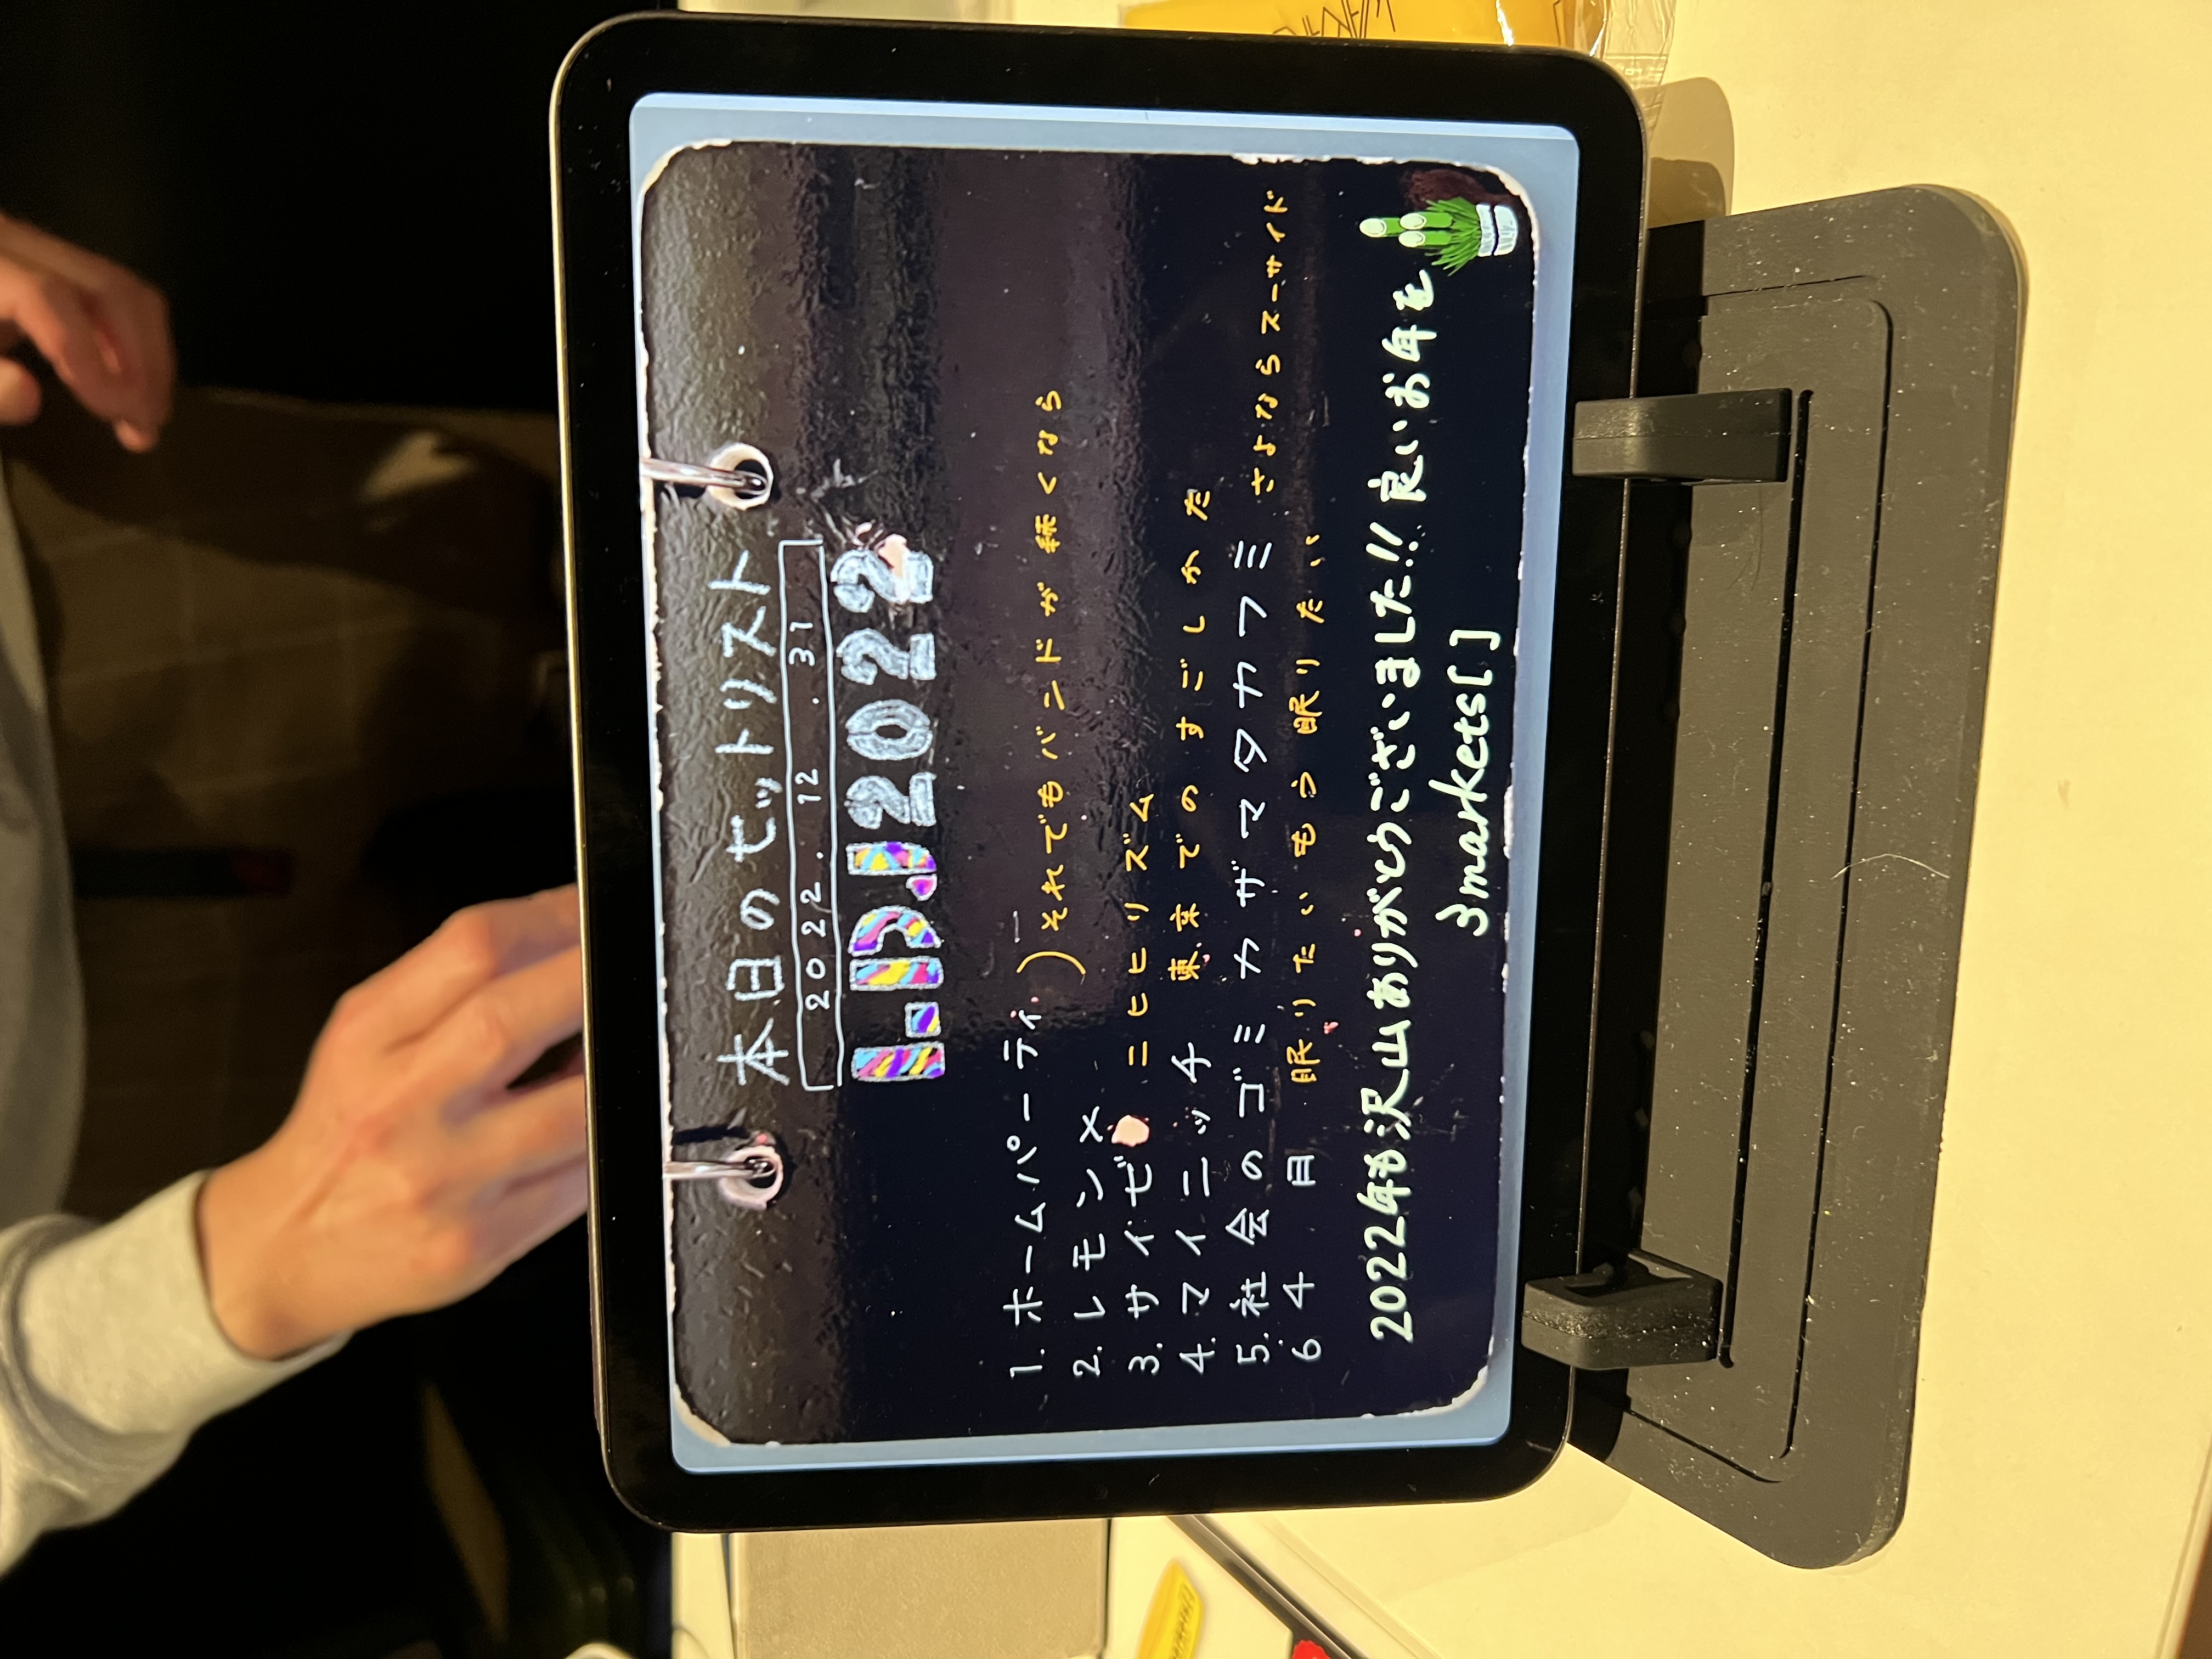 本日のセットリスト
2022. 12 .31
LDJ2022
1. ホームパーティ
それでもバンドが続くなら
2. レモン×
3. サイゼ ニヒヒリズム
4. マイニッチ 東京でのすごしかた
5. 社会のゴミカザマタカフミ さよならスーサイド
6 4 日 眠りたいもう眠りたい
2022年も沢山ありがとうございました!! 良いお年を
3markets[ ]